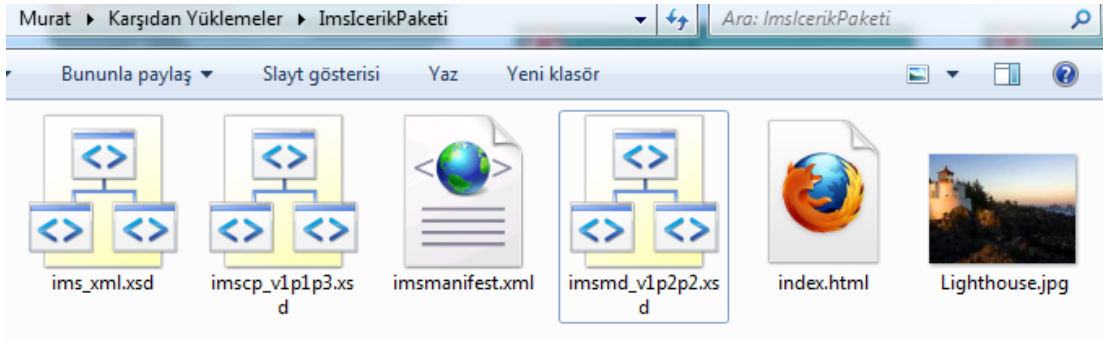 Murat ▸ Karşıdan Yüklemeler ▸ ImsIcerikPaketi
Ara: ImsIcerikPaketi
Bununla paylaş
Slayt gösterisi
Yaz
Yeni klasör
ims_xml.xsd
imscp_v1p1p3.xs
d
imsmanifest.xml
imsmd_v1p2p2.xs
d
index.html
Lighthouse.jpg